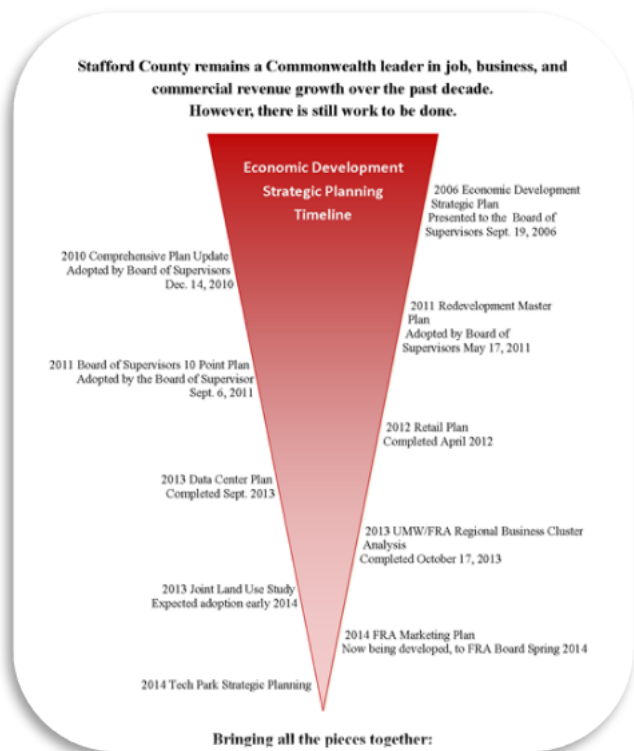 Stafford County remains a Commonwealth leader in job, business, and
commercial revenue growth over the past decade.
However, there is still work to be done.
Economic Development
Strategic Planning
Timeline
2006 Economic Development
Strategic Plan
Presented to the Board of
Supervisors Sept. 19, 2006
2010 Comprehensive Plan Update
Adopted by Board of Supervisors
Dec. 14, 2010
2011 Redevelopment Master
Plan
Adopted by Board of
Supervisors May 17, 2011
2011 Board of Supervisors 10 Point Plan
Adopted by the Board of Supervisor
Sept. 6, 2011
2012 Retail Plan
Completed April 2012
2013 Data Center Plan
Completed Sept. 2013
2013 UMW/FRA Regional Business Cluster
Analysis
Completed October 17, 2013
2013 Joint Land Use Study
Expected adoption early 2014
2014 FRA Marketing Plan
Now being developed, to FRA Board Spring 2014
2014 Tech Park Strategic Planning
Bringing all the pieces together: